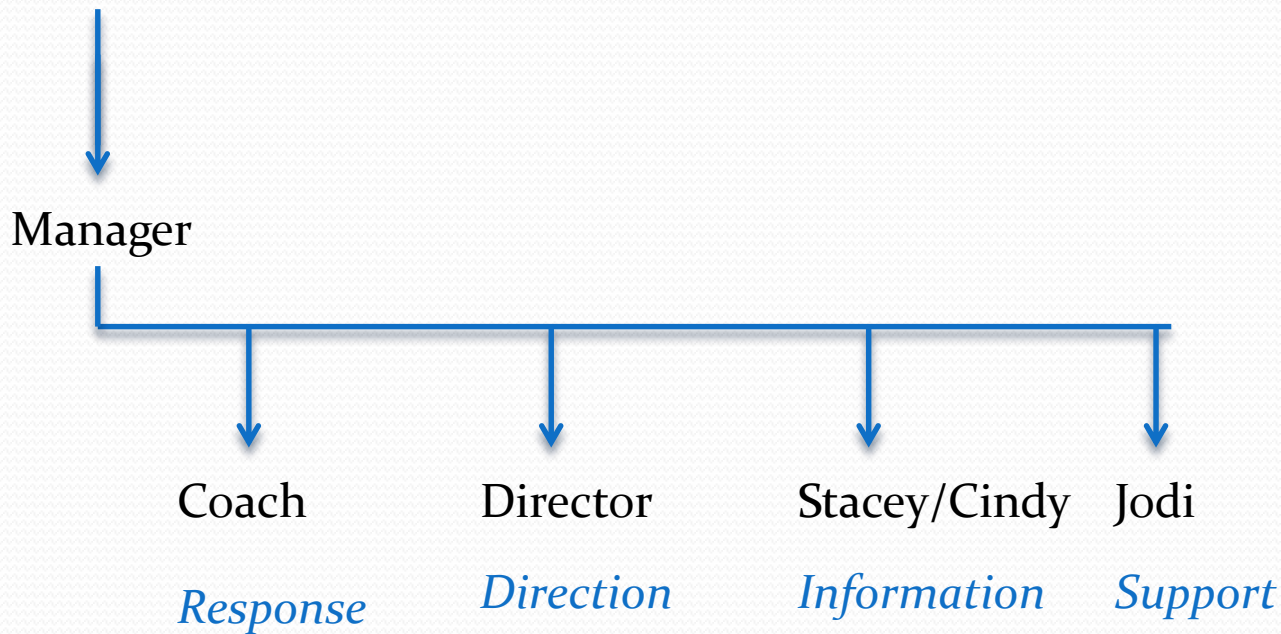 Manager
Coach Director Stacey/Cindy Jodi
Response Direction Information Support